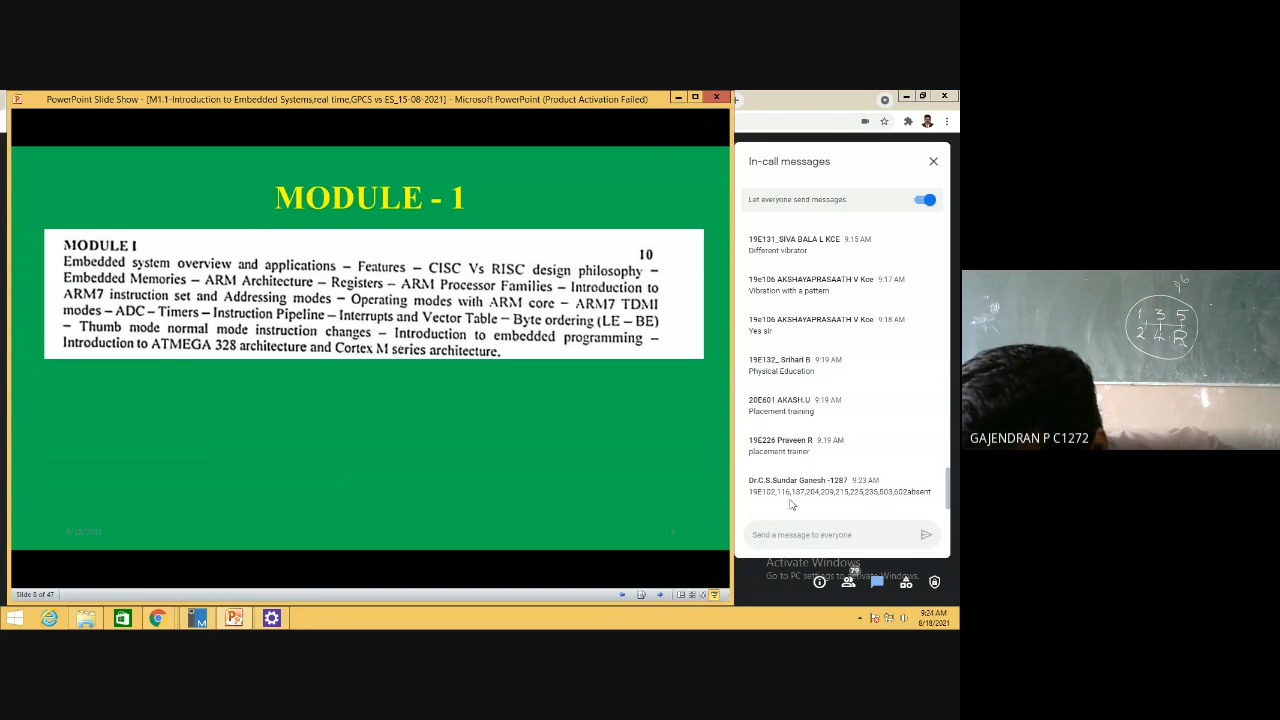 PowerPoint Slide Show - [M1.1-Introduction to Embedded Systems,real time,GPCS vs ES_15-08-2021] - Microsoft PowerPoint (Product Activation Failed)
MODULE - 1
MODULE I
10
Embedded system overview and applications – Features – CISC Vs RISC design philosophy –
Embedded Memories – ARM Architecture – Registers – ARM Processor Families – Introduction to
ARM7 instruction set and Addressing modes – Operating modes with ARM core – ARM7 TDMI
modes – ADC – Timers – Instruction Pipeline – Interrupts and Vector Table – Byte ordering (LE – BE)
– Thumb mode normal mode instruction changes – Introduction to embedded programming –
Introduction to ATMEGA 328 architecture and Cortex M series architecture.
8/18/2021
Slide 8 of 47
In-call messages
Let everyone send messages
19E131_SIVA BALA L KCE 9:15 AM
Different vibrator
19e106 AKSHAYAPRASAATH V Kce 9:17 AM
Vibration with a pattern
19e106 AKSHAYAPRASAATH V Kce 9:18 AM
Yes sir
19E132_ Srihari B 9:19 AM
Physical Education
20E601 AKASH.U 9:19 AM
Placement training
19E226 Praveen R 9:19 AM
placement trainer
Dr.C.S.Sundar Ganesh -1287 9:23 AM
19E102,116,137,204,209,215,225,235,503,602absent
Send a message to everyone
Activate Windows
Go to PC settings to activate Windows.
79
9:24 AM
8/18/2021
1 3 5
2 4 R
GAJENDRAN P C1272